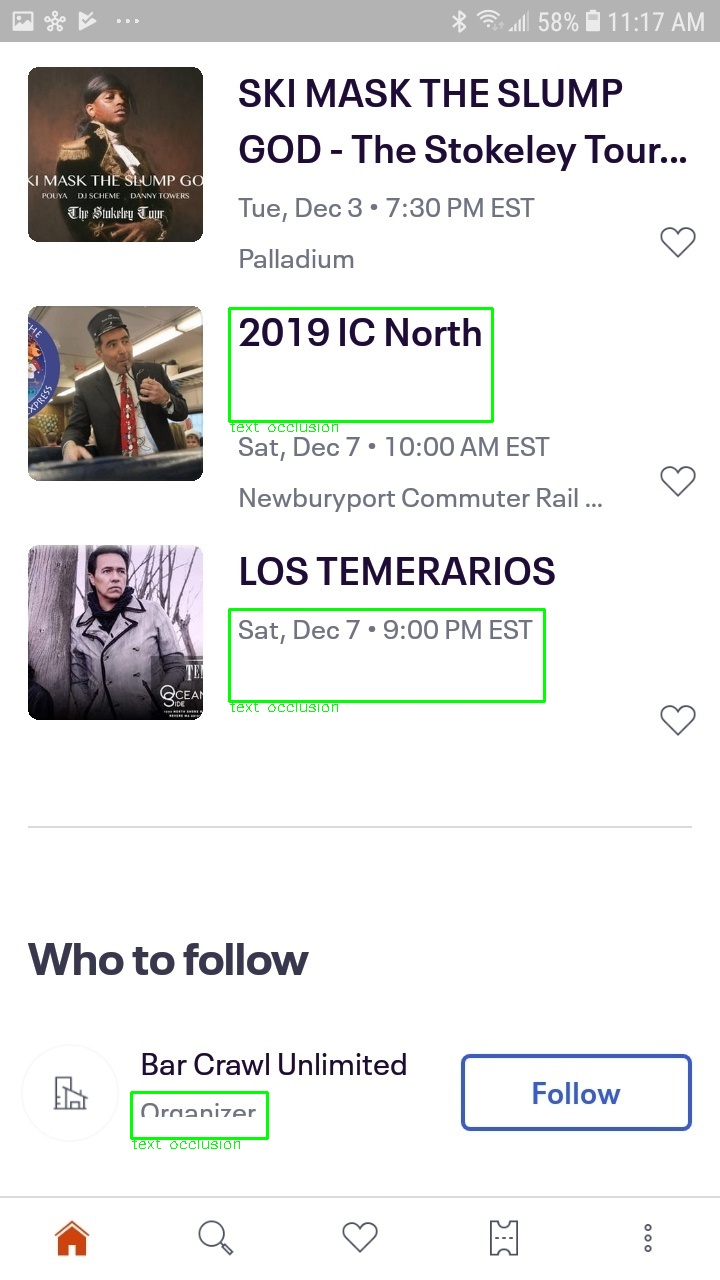 58% 11:17 AM
SKI MASK THE SLUMP
GOD - The Stokeley Tour...
Tue, Dec 3 • 7:30 PM EST
Palladium
KI MASK THE SLUMP GO
POUYA DJ SCHEME DANNY TOWERS
The Stokeley Tour
2019 IC North
text occlusion
Sat, Dec 7 • 10:00 AM EST
Newburyport Commuter Rail ...
THE
EXPRESS
LOS TEMERARIOS
Sat, Dec 7 • 9:00 PM EST
text occlusion
TEM
OCEAN
SIDE
Who to follow
Bar Crawl Unlimited
Organizer
text occlusion
Follow